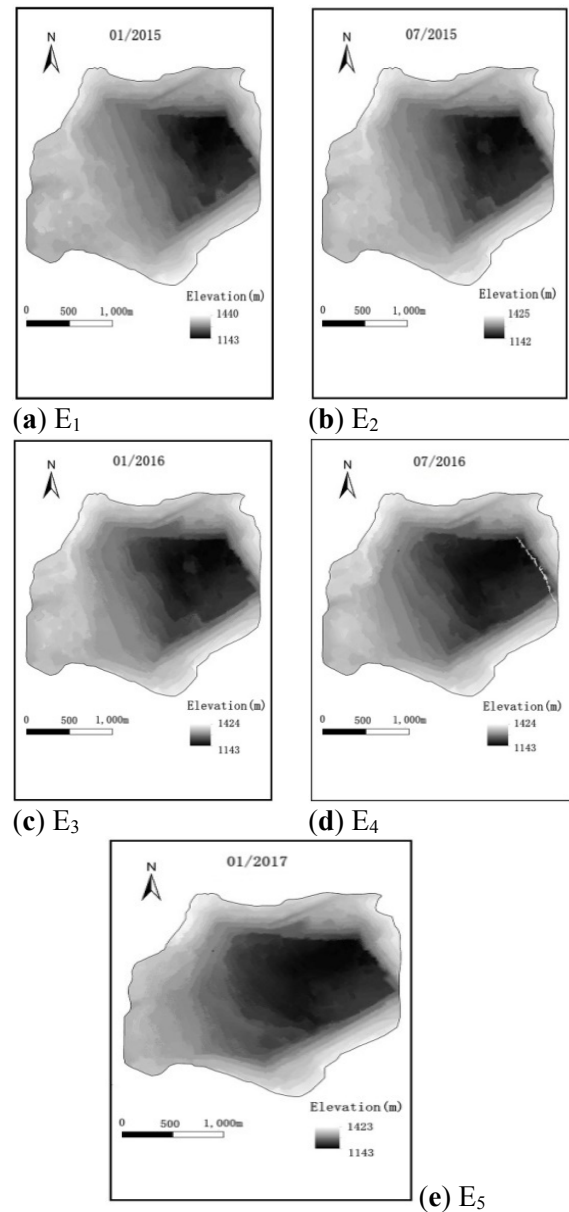 N
01/2015
Elevation(m)
0 500 1,000m
1440
1143
(a) E₁
N
07/2015
Elevation(m)
0 500 1,000m
1425
1142
(b) E₂
N
01/2016
Elevation(m)
0 500 1,000m
1424
1143
(c) E₃
N
07/2016
Elevation(m)
0 500 1,000m
1424
1143
(d) E₄
N
01/2017
Elevation(m)
0 500 1,000m
1423
1143
(e) E₅